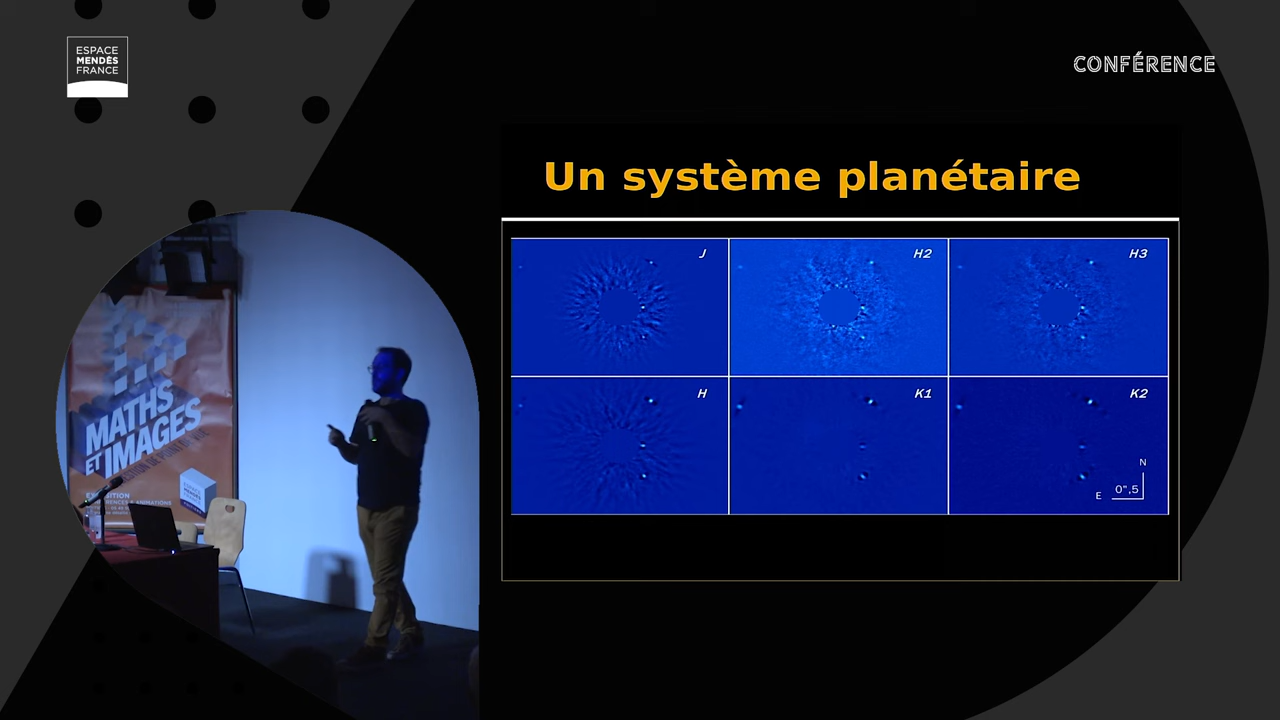 ESPACE
MENDÈS
FRANCE
CONFÉRENCE
Un système planétaire
J
H2
H3
H
K1
K2
N
E
0",5
MATHS
ET IMAGES